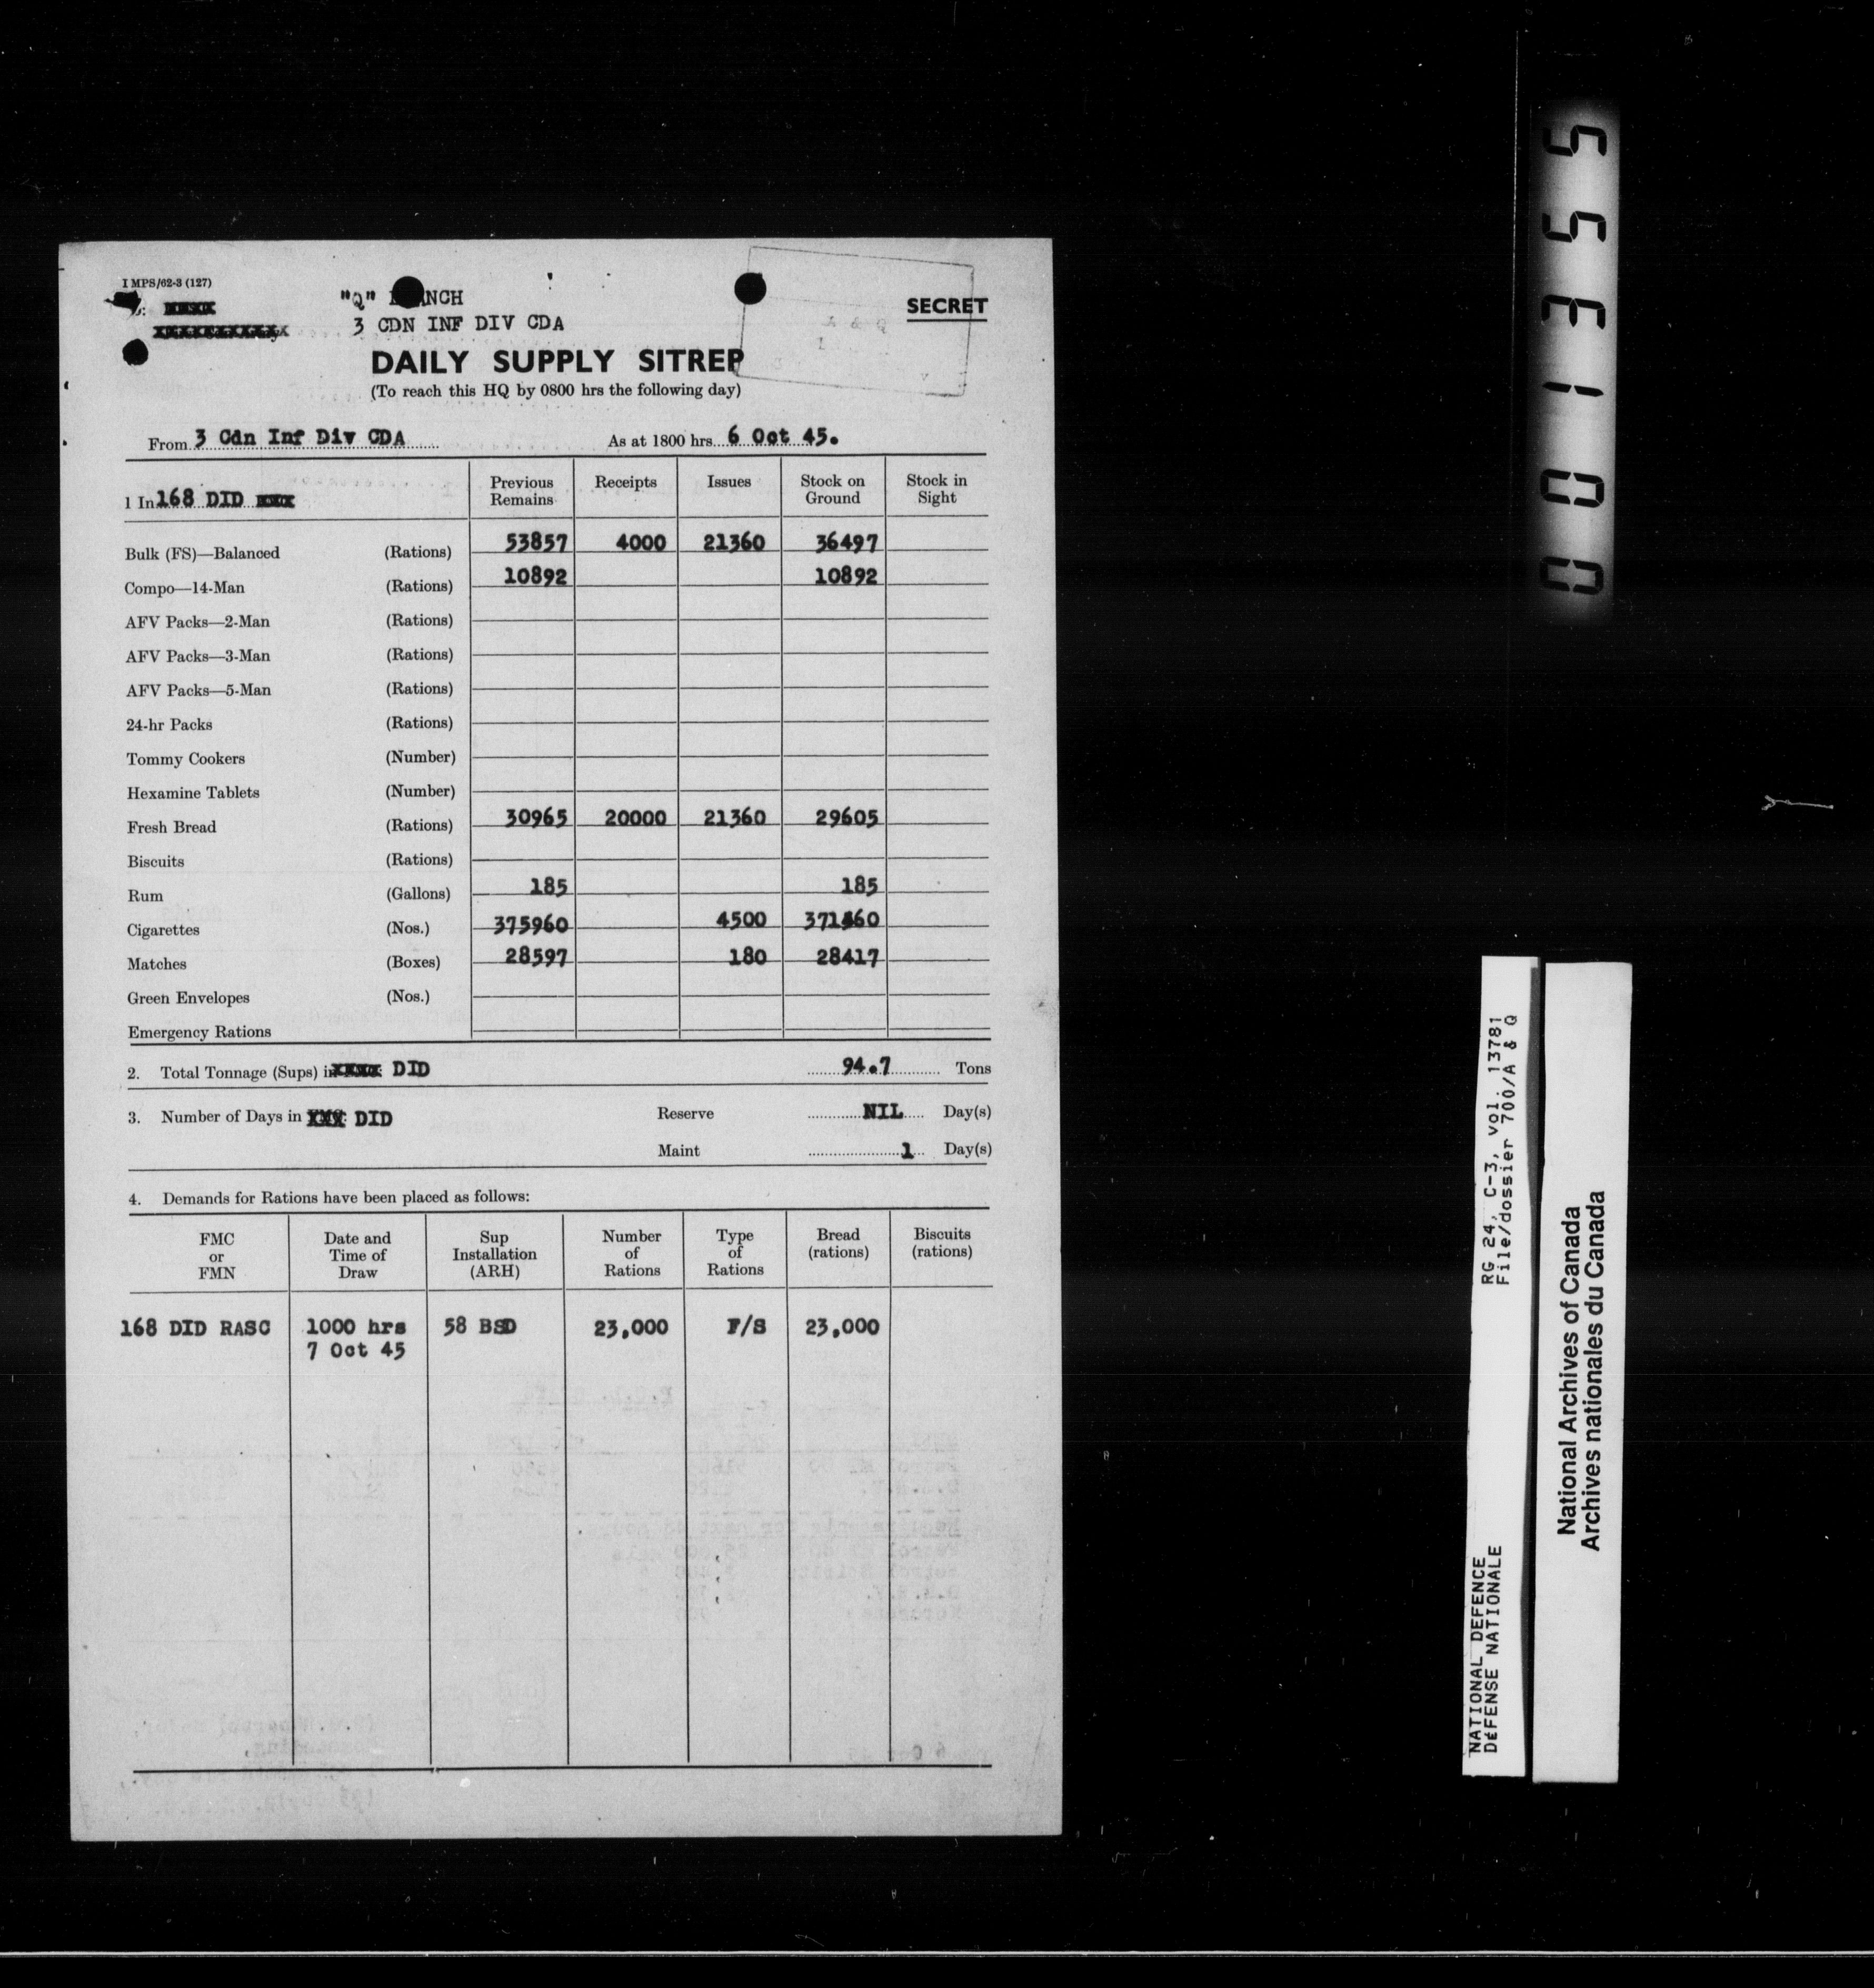 I MPS/62-3 (127)
"Q" BRANCH
3 CDN INF DIV CDA
SECRET
DAILY SUPPLY SITREP
(To reach this HQ by 0800 hrs the following day)
From 3 Cdn Inf Div CDA As at 1800 hrs 6 Oct 45.
1 In 168 DID xxx Previous Remains Receipts Issues Stock on Ground Stock in Sight
Bulk (FS)—Balanced (Rations) 53857 4000 21360 36497
Compo—14-Man (Rations) 10892 10892
AFV Packs—2-Man (Rations)
AFV Packs—3-Man (Rations)
AFV Packs—5-Man (Rations)
24-hr Packs (Rations)
Tommy Cookers (Number)
Hexamine Tablets (Number)
Fresh Bread (Rations) 30965 20000 21360 29605
Biscuits (Rations)
Rum (Gallons) 185 185
Cigarettes (Nos.) 375960 4500 371460
Matches (Boxes) 28597 180 28417
Green Envelopes (Nos.)
Emergency Rations
2. Total Tonnage (Sups) in xxxx DID 94.7 Tons
3. Number of Days in XXX DID Reserve NIL Day(s)
Maint 1 Day(s)
4. Demands for Rations have been placed as follows:
FMC or FMN Date and Time of Draw Sup Installation (ARH) Number of Rations Type of Rations Bread (rations) Biscuits (rations)
168 DID RASC 1000 hrs 58 BSD 23,000 F/S 23,000
7 Oct 45
001355
RG 24, C-3, vol. 13781
File/dossier 700/A & Q
NATIONAL DEFENCE
DéFENSE NATIONALE
National Archives of Canada
Archives nationales du Canada